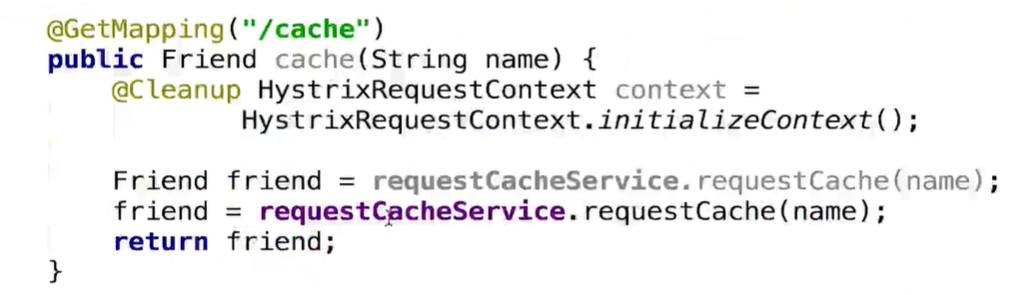 @GetMapping("/cache")
public Friend cache(String name) {
@Cleanup HystrixRequestContext context =
HystrixRequestContext.initializeContext();
Friend friend = requestCacheService.requestCache(name);
friend = requestCacheService.requestCache(name);
return friend;
}